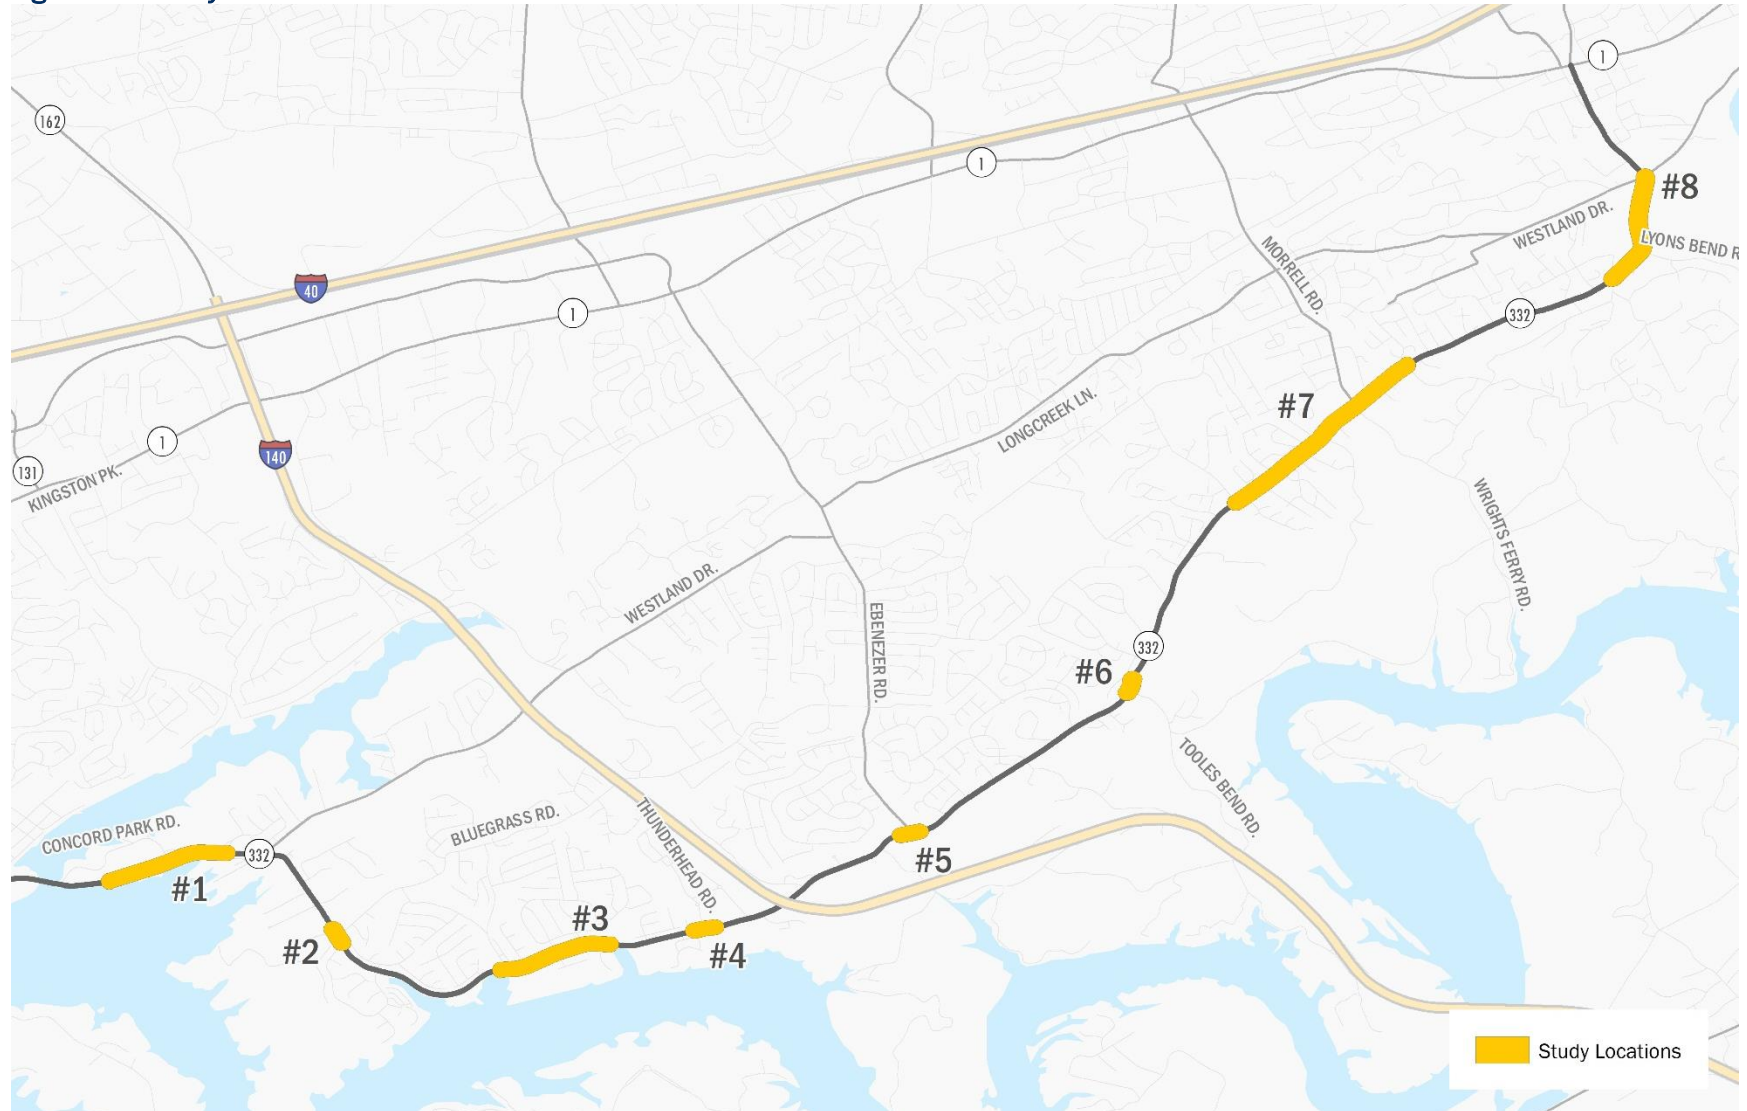 1
162
1
MORRELL RD.
WESTLAND DR.
#8
LYONS BEND R
40
1
332
#7
LONGCREEK LN.
1
131
KINGSTON PK.
140
WRIGHTS FERRY RD.
WESTLAND DR.
EBENEZER RD.
332
#6
TOOLES BEND RD.
CONCORD PARK RD.
BLUEGRASS RD.
THUNDERHEAD RD.
332
#5
#1
#3
#2
#4
Study Locations